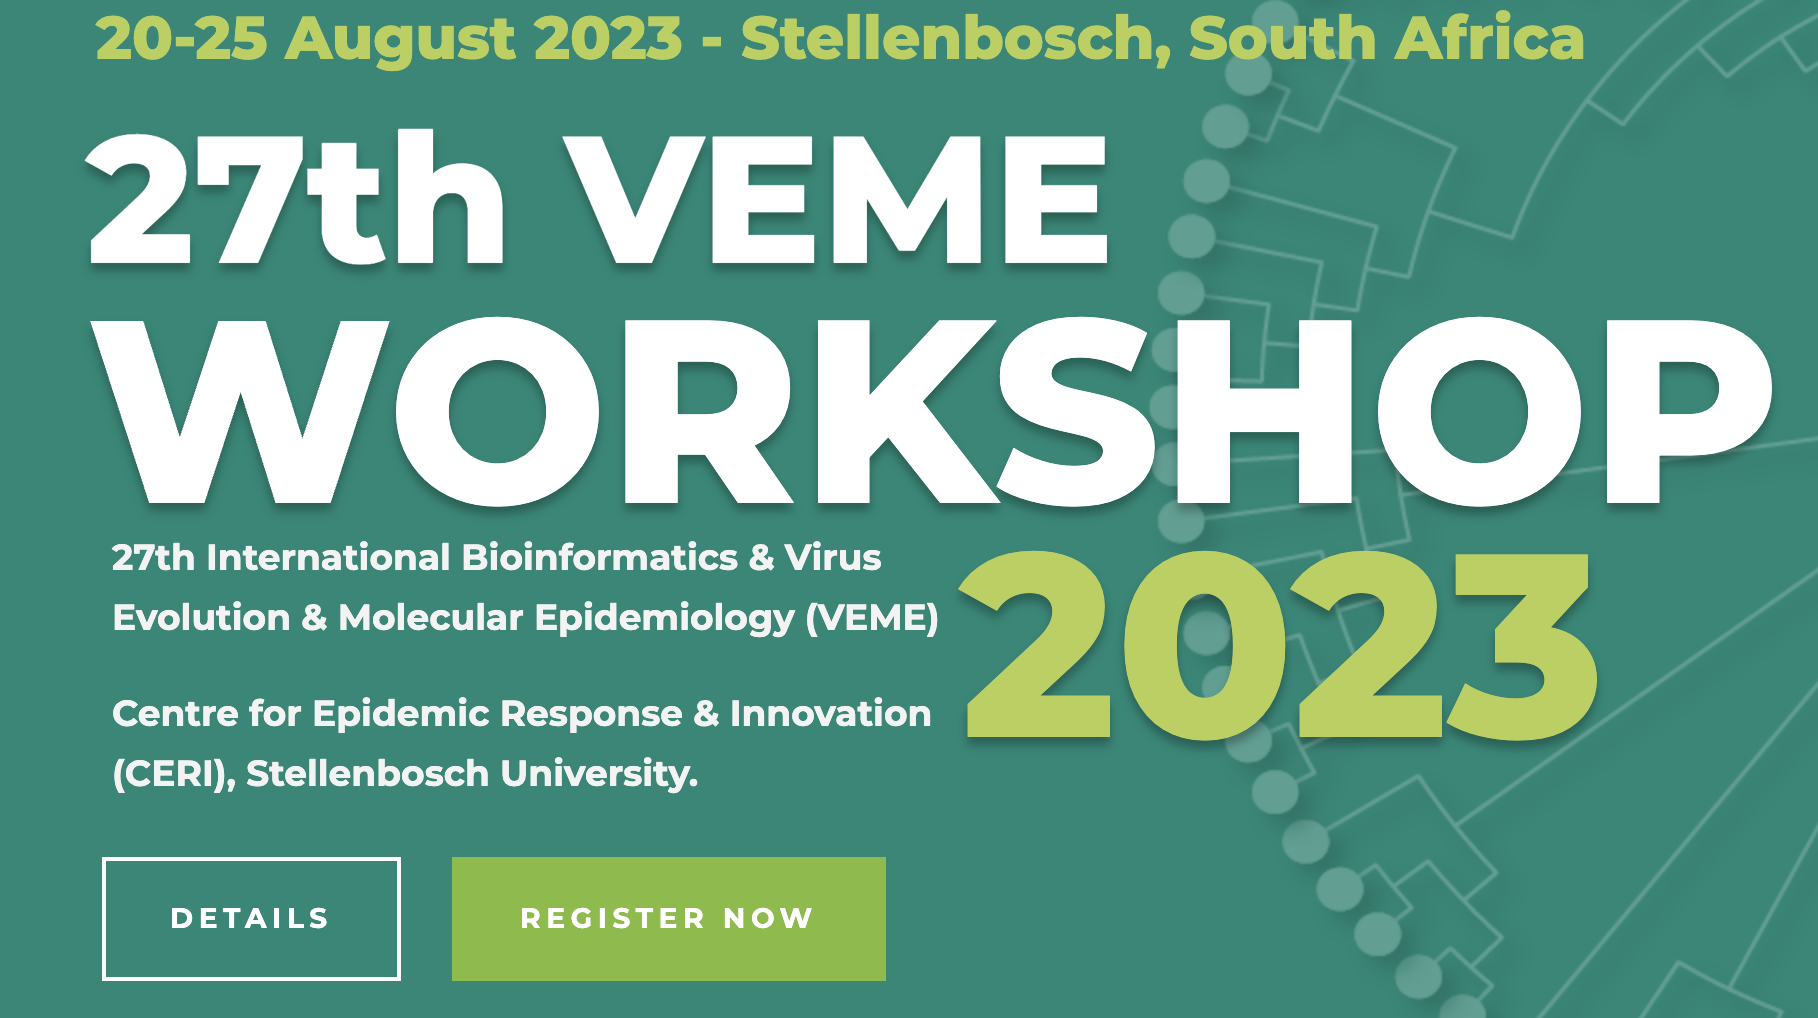 20-25 August 2023 - Stellenbosch, South Africa
27th VEME
WORKSHOP
2023
27th International Bioinformatics & Virus
Evolution & Molecular Epidemiology (VEME)
Centre for Epidemic Response & Innovation
(CERI), Stellenbosch University.
DETAILS
REGISTER NOW